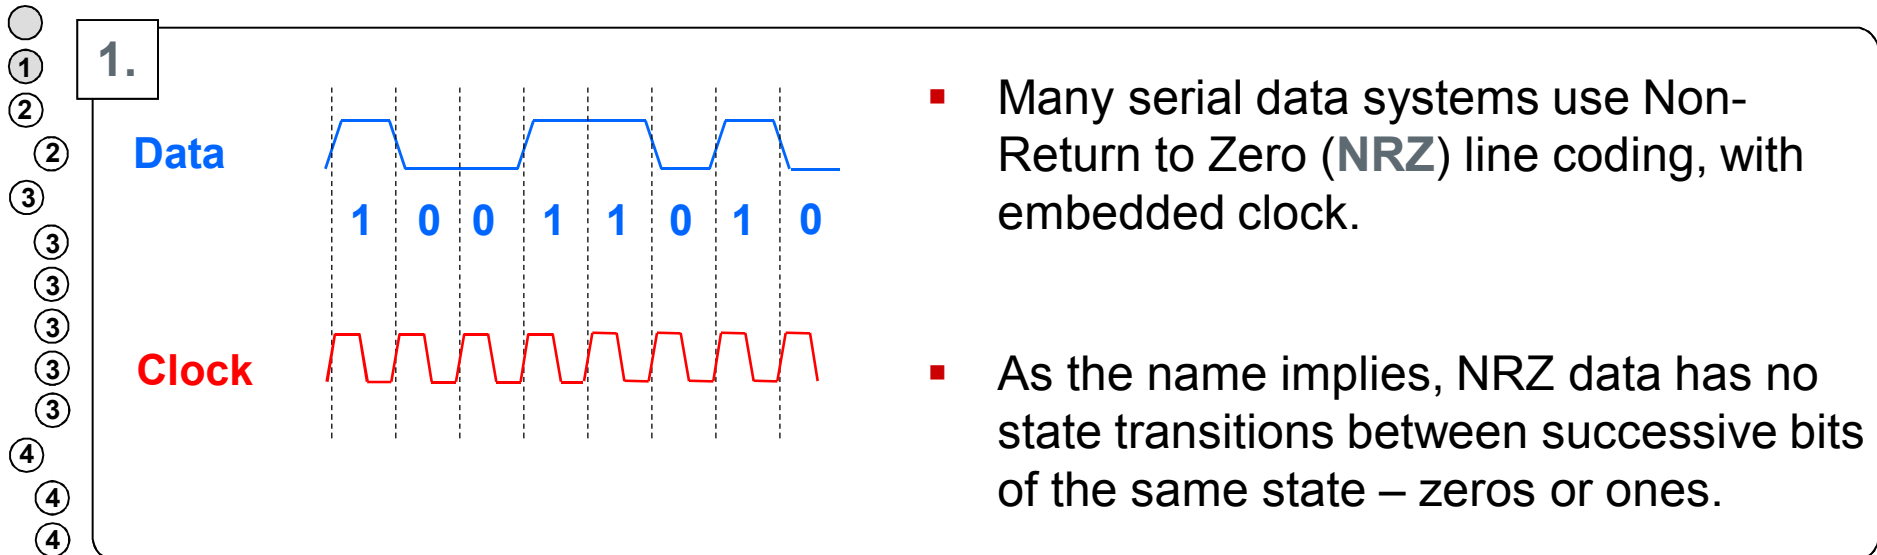 1
2
2
3
3
3
3
3
3
4
4
4
1.
Data
1 0 0 1 1 0 1 0
Clock
▪ Many serial data systems use Non-
Return to Zero (NRZ) line coding, with
embedded clock.
▪ As the name implies, NRZ data has no
state transitions between successive bits
of the same state – zeros or ones.